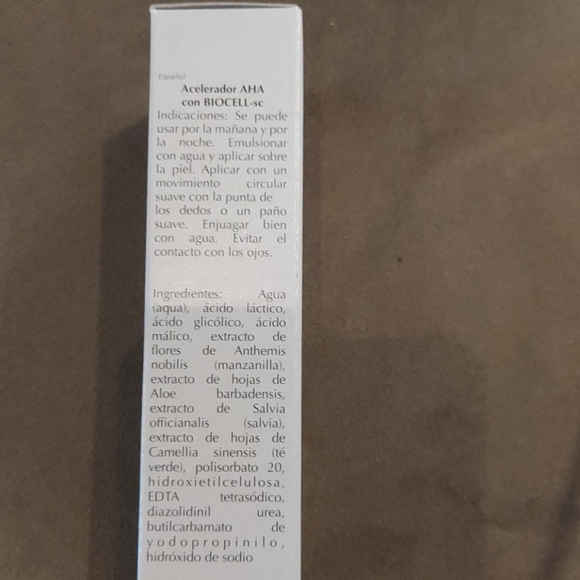 Español
Acelerador AHA
con BIOCELL-sc
Indicaciones: Se puede
usar por la mañana y por
la noche. Emulsionar
con agua y aplicar sobre
la piel. Aplicar con un
movimiento circular
suave con la punta de
los dedos o un paño
suave. Enjuagar bien
con agua. Evitar el
contacto con los ojos.
Ingredientes: Agua
(aqua), ácido láctico,
ácido glicólico, ácido
málico, extracto de
flores de Anthemis
nobilis (manzanilla),
extracto de hojas de
Aloe barbadensis,
extracto de Salvia
officianalis (salvia),
extracto de hojas de
Camellia sinensis (té
verde), polisorbato 20,
hidroxietilcelulosa,
EDTA tetrasódico,
diazolidinil urea,
butilcarbamato de
yodopropinilo,
hidróxido de sodio